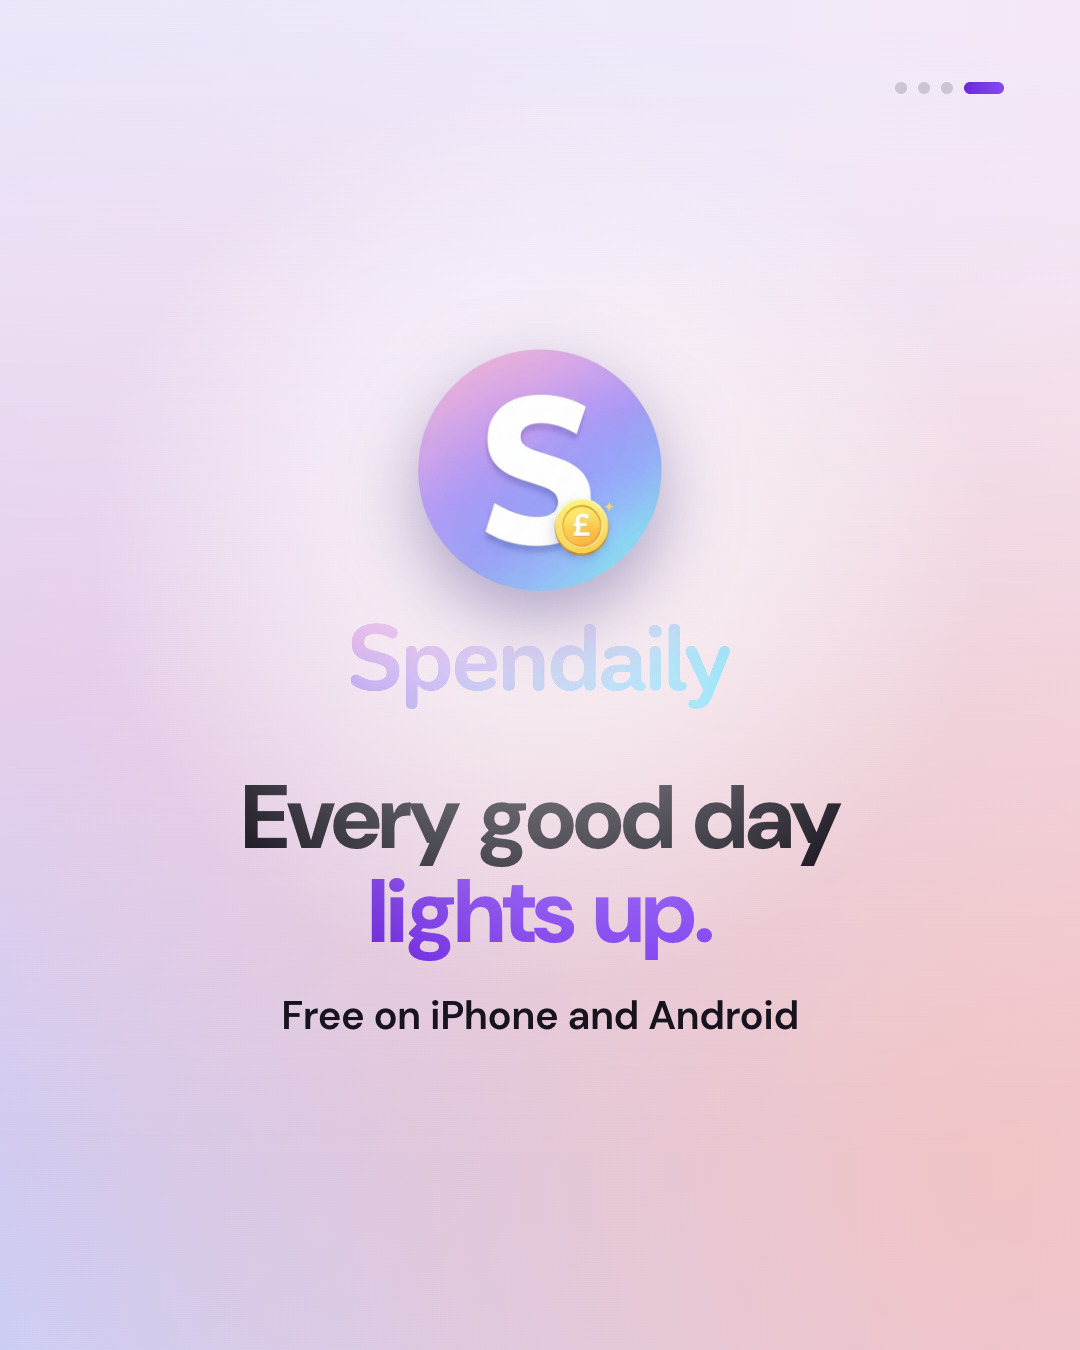 S
£
Spendaily
Every good day
lights up.
Free on iPhone and Android